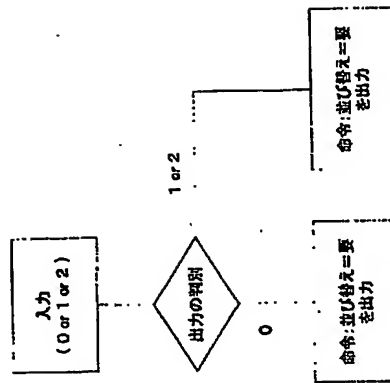 入力
( 0 or 1 or 2 )
出力の判別
1 or 2
0
命令:並び替え=要
を出力
命令:並び替え=要
を出力